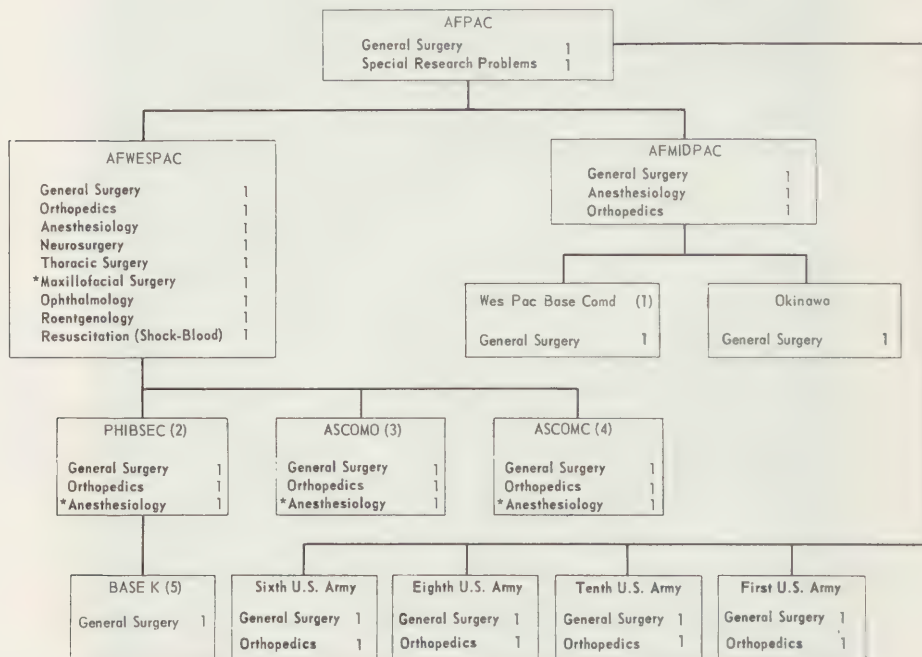 AFPAC
General Surgery 1
Special Research Problems 1
AFWESPAC
General Surgery 1
Orthopedics 1
Anesthesiology 1
Neurosurgery 1
Thoracic Surgery 1
*Maxillofacial Surgery 1
Ophthalmology 1
Roentgenology 1
Resuscitation (Shock-Blood) 1
AFMIDPAC
General Surgery 1
Anesthesiology 1
Orthopedics 1
Wes Pac Base Comd (1)
General Surgery 1
Okinawa
General Surgery 1
PHIBSEC (2)
General Surgery 1
Orthopedics 1
*Anesthesiology 1
ASCOMO (3)
General Surgery 1
Orthopedics 1
*Anesthesiology 1
ASCOMC (4)
General Surgery 1
Orthopedics 1
*Anesthesiology 1
BASE K (5)
General Surgery 1
Sixth U.S. Army
General Surgery 1
Orthopedics 1
Eighth U.S. Army
General Surgery 1
Orthopedics 1
Tenth U.S. Army
General Surgery 1
Orthopedics 1
First U.S. Army
General Surgery 1
Orthopedics 1